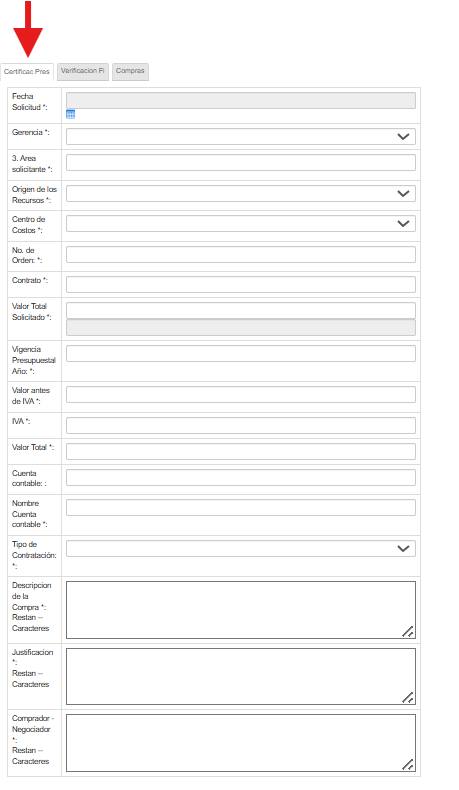 Certificac Pres Verificacion Fi Compras
Fecha
Solicitud *:
Gerencia *:
3. Area
solicitante *:
Origen de los
Recursos *:
Centro de
Costos *:
No. de
Orden: *:
Contrato *:
Valor Total
Solicitado *:
Vigencia
Presupuestal
Año: *:
Valor antes
de IVA *:
IVA *:
Valor Total *:
Cuenta
contable: :
Nombre
Cuenta
contable *:
Tipo de
Contratación:
*:
Descripcion
de la
Compra *:
Restan --
Caracteres
Justificacion
*:
Restan --
Caracteres
Comprador -
Negociador
*:
Restan --
Caracteres